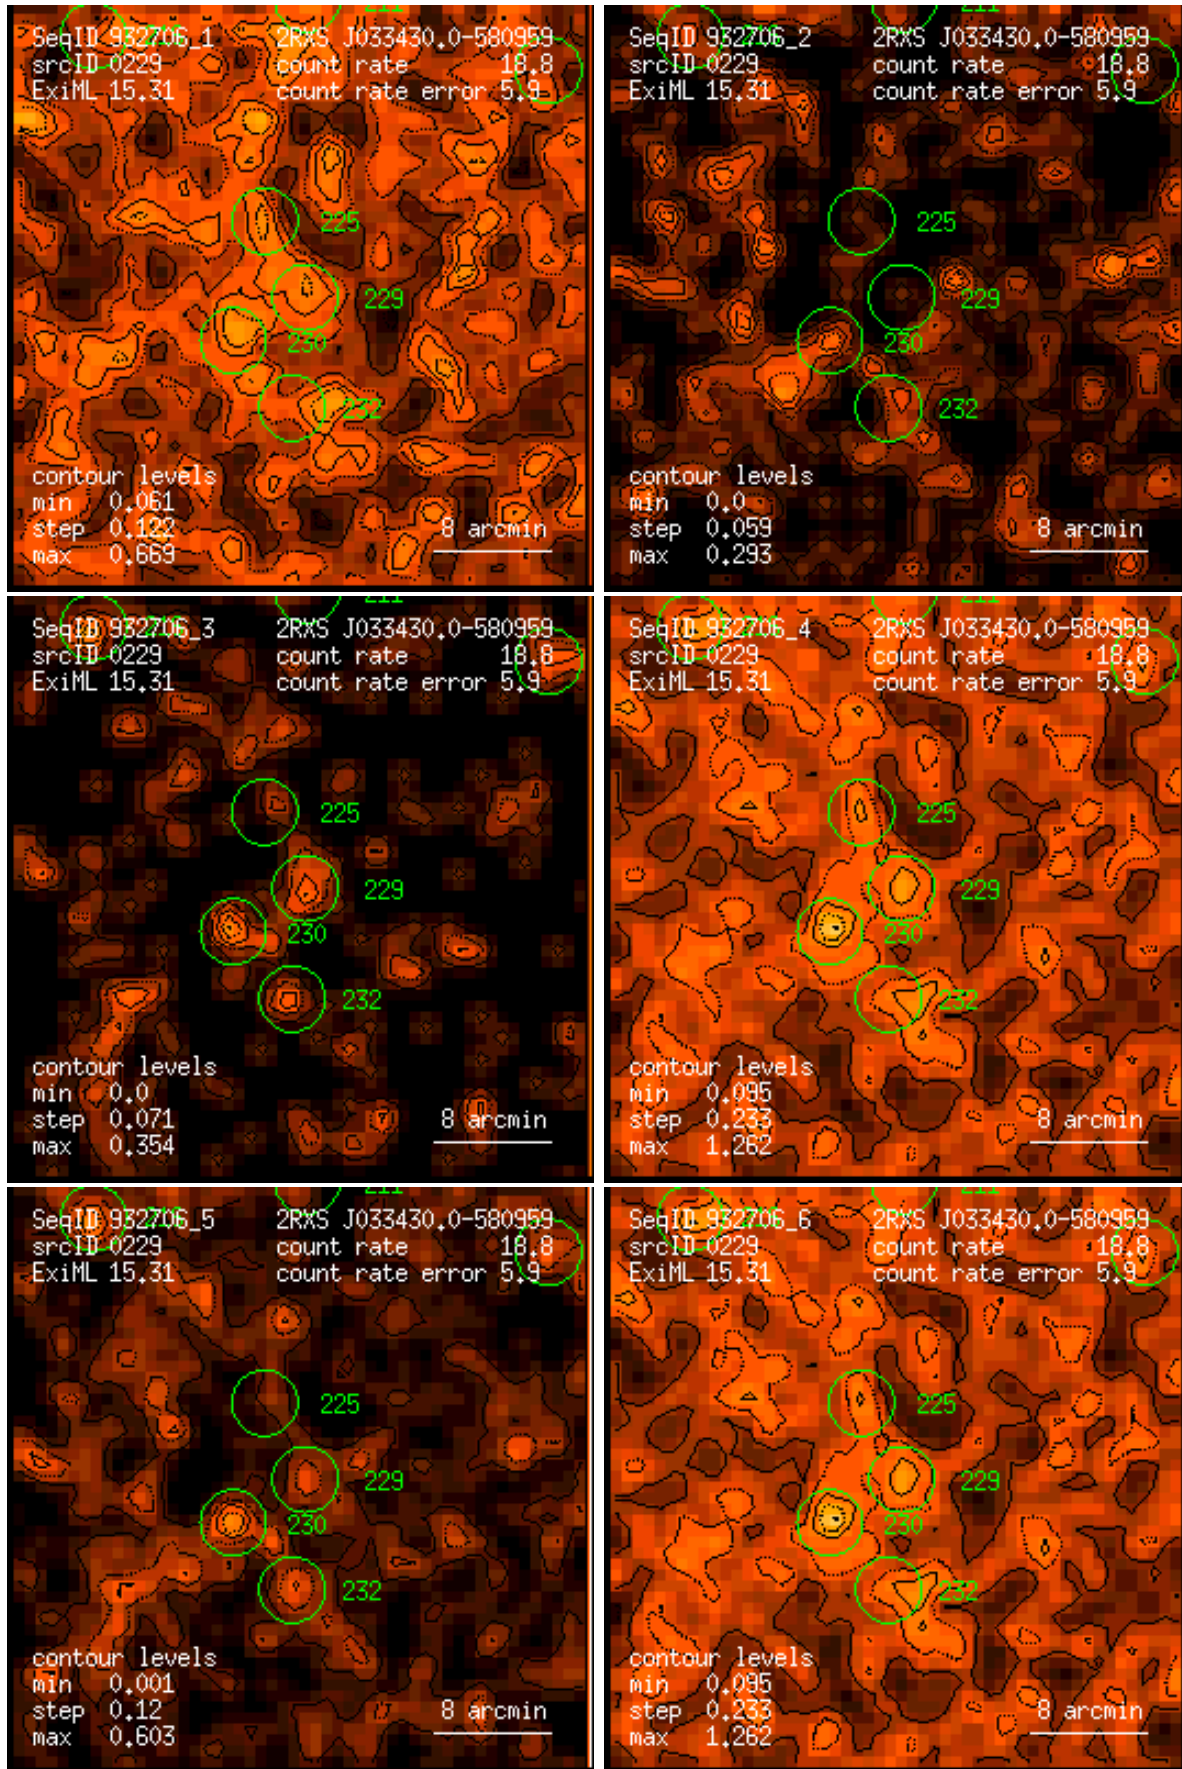 211
SeqID 932706_1 2RXS J033430.0-580959
srcID 0229 count rate 18.8
ExiML 15.31 count rate error 5.9
225
229
230
232
contour levels
min 0.061
step 0.122
max 0.669
8 arcmin
211
SeqID 932706_2 2RXS J033430.0-580959
srcID 0229 count rate 18.8
ExiML 15.31 count rate error 5.9
225
229
230
232
contour levels
min 0.0
step 0.059
max 0.293
8 arcmin
211
SeqID 932706_3 2RXS J033430.0-580959
srcID 0229 count rate 18.8
ExiML 15.31 count rate error 5.9
225
229
230
232
contour levels
min 0.0
step 0.071
max 0.354
8 arcmin
211
SeqID 932706_4 2RXS J033430.0-580959
srcID 0229 count rate 18.8
ExiML 15.31 count rate error 5.9
225
229
230
232
contour levels
min 0.095
step 0.233
max 1.262
8 arcmin
211
SeqID 932706_5 2RXS J033430.0-580959
srcID 0229 count rate 18.8
ExiML 15.31 count rate error 5.9
225
229
230
232
contour levels
min 0.001
step 0.12
max 0.603
8 arcmin
211
SeqID 932706_6 2RXS J033430.0-580959
srcID 0229 count rate 18.8
ExiML 15.31 count rate error 5.9
225
229
230
232
contour levels
min 0.095
step 0.233
max 1.262
8 arcmin